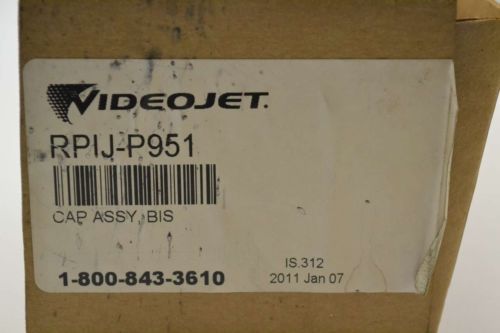 VIDEOJET.
RPIJ-P951
CAP ASSY, BIS
1-800-843-3610
IS.312
2011 Jan 07